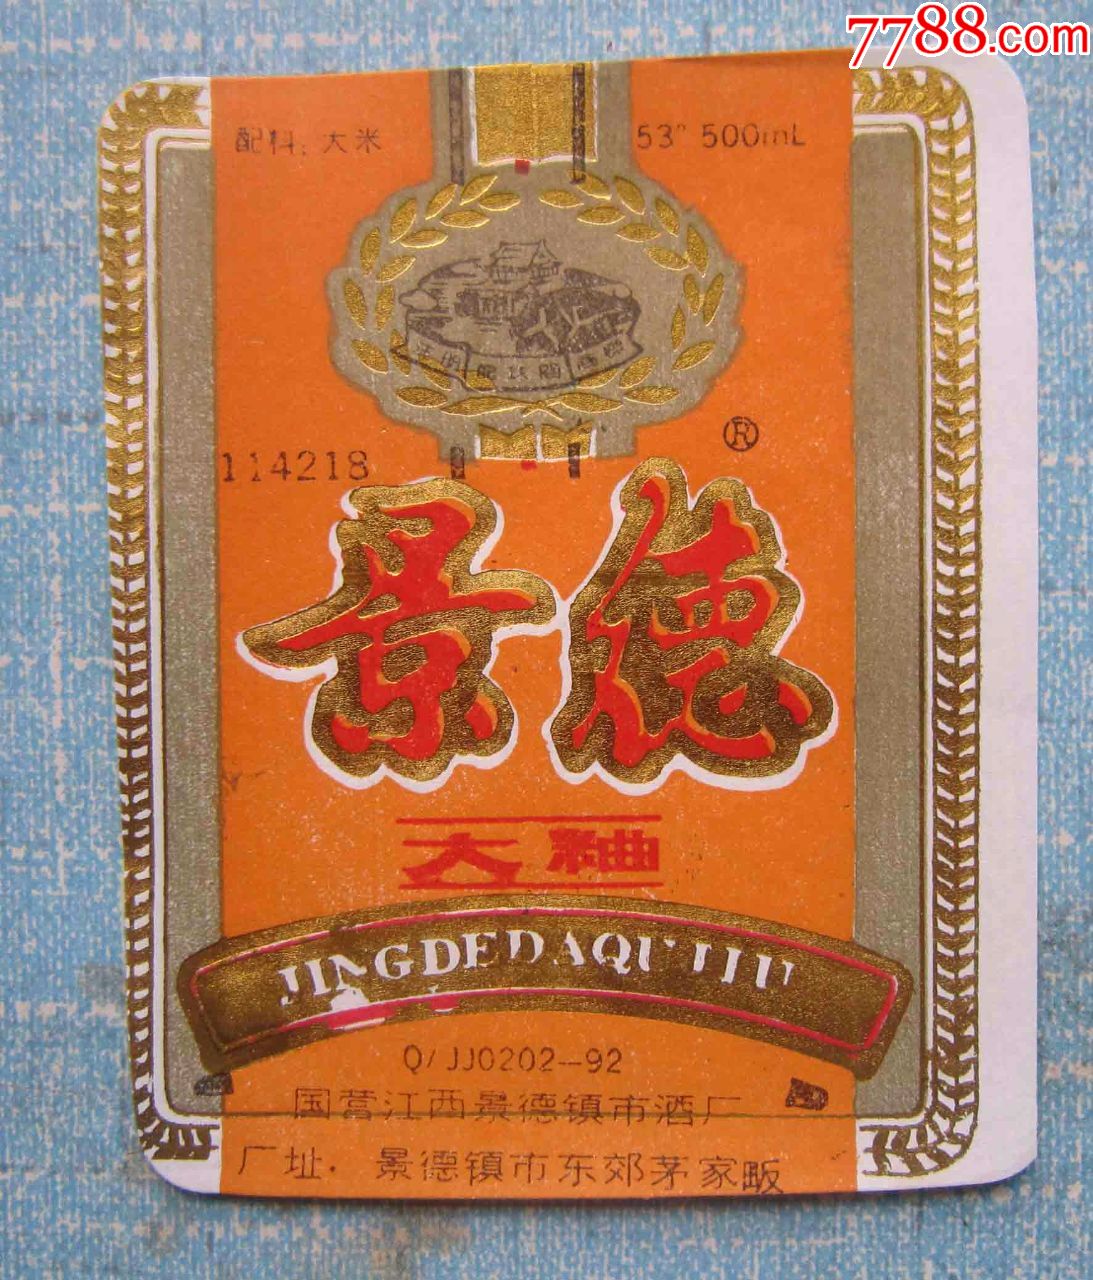 7788.com
配料: 大米
53° 500mL
114218
®
景德
大粬
JINGDEDAQUJIU
Q/JJ0202—92
国营江西景德镇市酒厂
厂址. 景德镇市东郊茅家畈